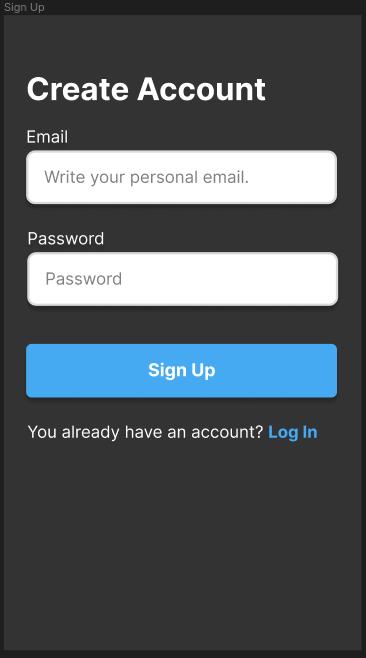 Sign Up
Create Account
Email
Write your personal email.
Password
Password
Sign Up
You already have an account? Log In